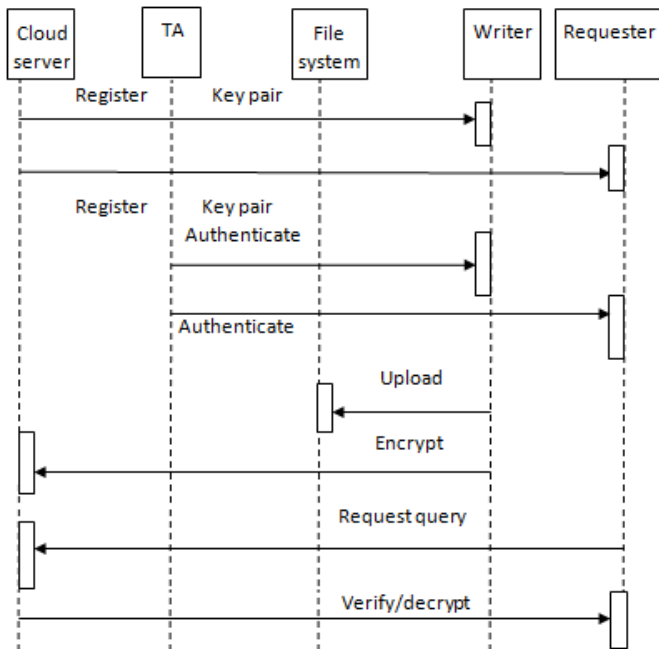 Cloud server
TA
File system
Writer
Requester
Register Key pair
Register Key pair
Authenticate
Authenticate
Upload
Encrypt
Request query
Verify/decrypt